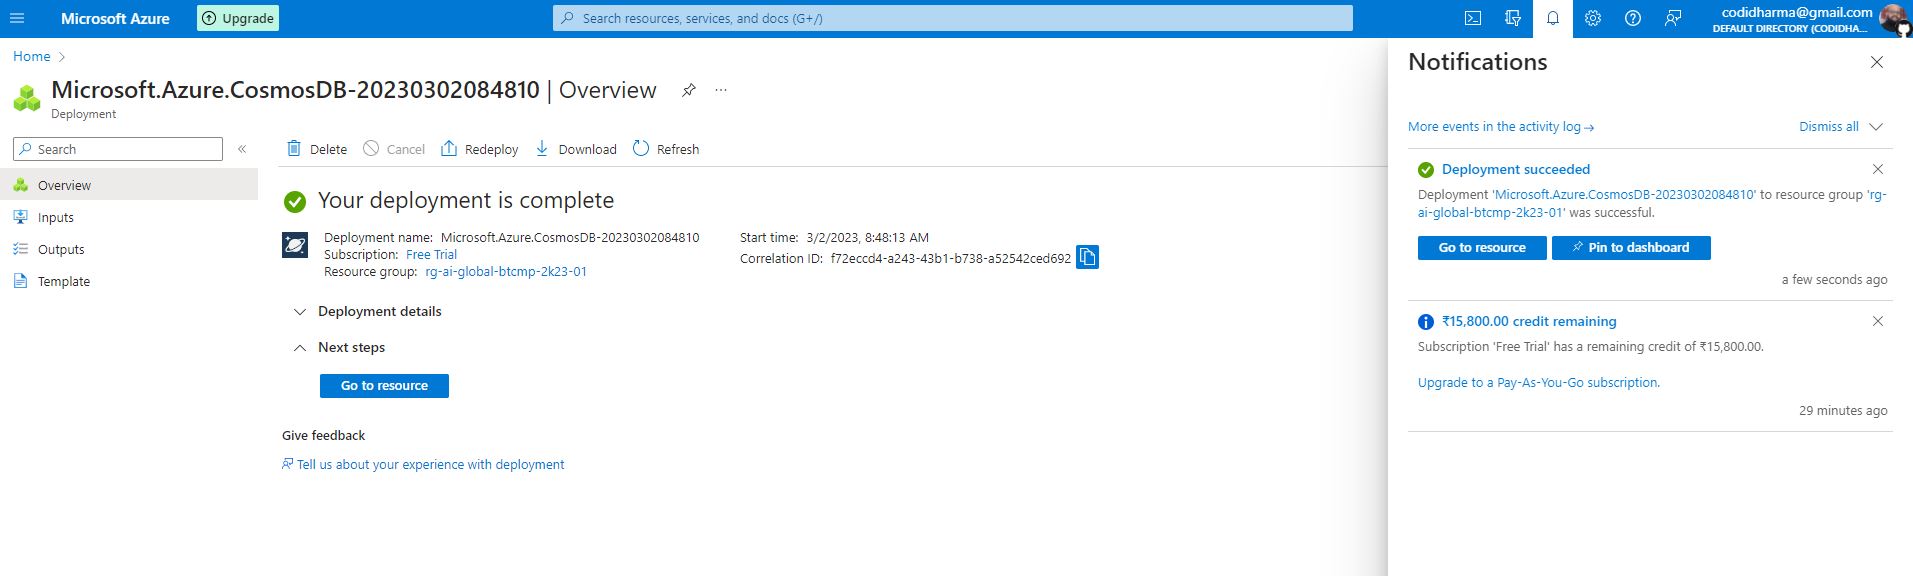 Microsoft Azure
Upgrade
Search resources, services, and docs (G+/)
codidharma@gmail.com
DEFAULT DIRECTORY (CODIDHA...
Home
Microsoft.Azure.CosmosDB-20230302084810 | Overview
Deployment
Search
Overview
Inputs
Outputs
Template
Delete
Cancel
Redeploy
Download
Refresh
Your deployment is complete
Deployment name: Microsoft.Azure.CosmosDB-20230302084810
Subscription: Free Trial
Resource group: rg-ai-global-btcmp-2k23-01
Start time: 3/2/2023, 8:48:13 AM
Correlation ID: f72eccd4-a243-43b1-b738-a52542ced692
Deployment details
Next steps
Go to resource
Give feedback
Tell us about your experience with deployment
Notifications
More events in the activity log →
Dismiss all
Deployment succeeded
Deployment 'Microsoft.Azure.CosmosDB-20230302084810' to resource group 'rg-
ai-global-btcmp-2k23-01' was successful.
Go to resource
Pin to dashboard
a few seconds ago
₹15,800.00 credit remaining
Subscription 'Free Trial' has a remaining credit of ₹15,800.00.
Upgrade to a Pay-As-You-Go subscription.
29 minutes ago